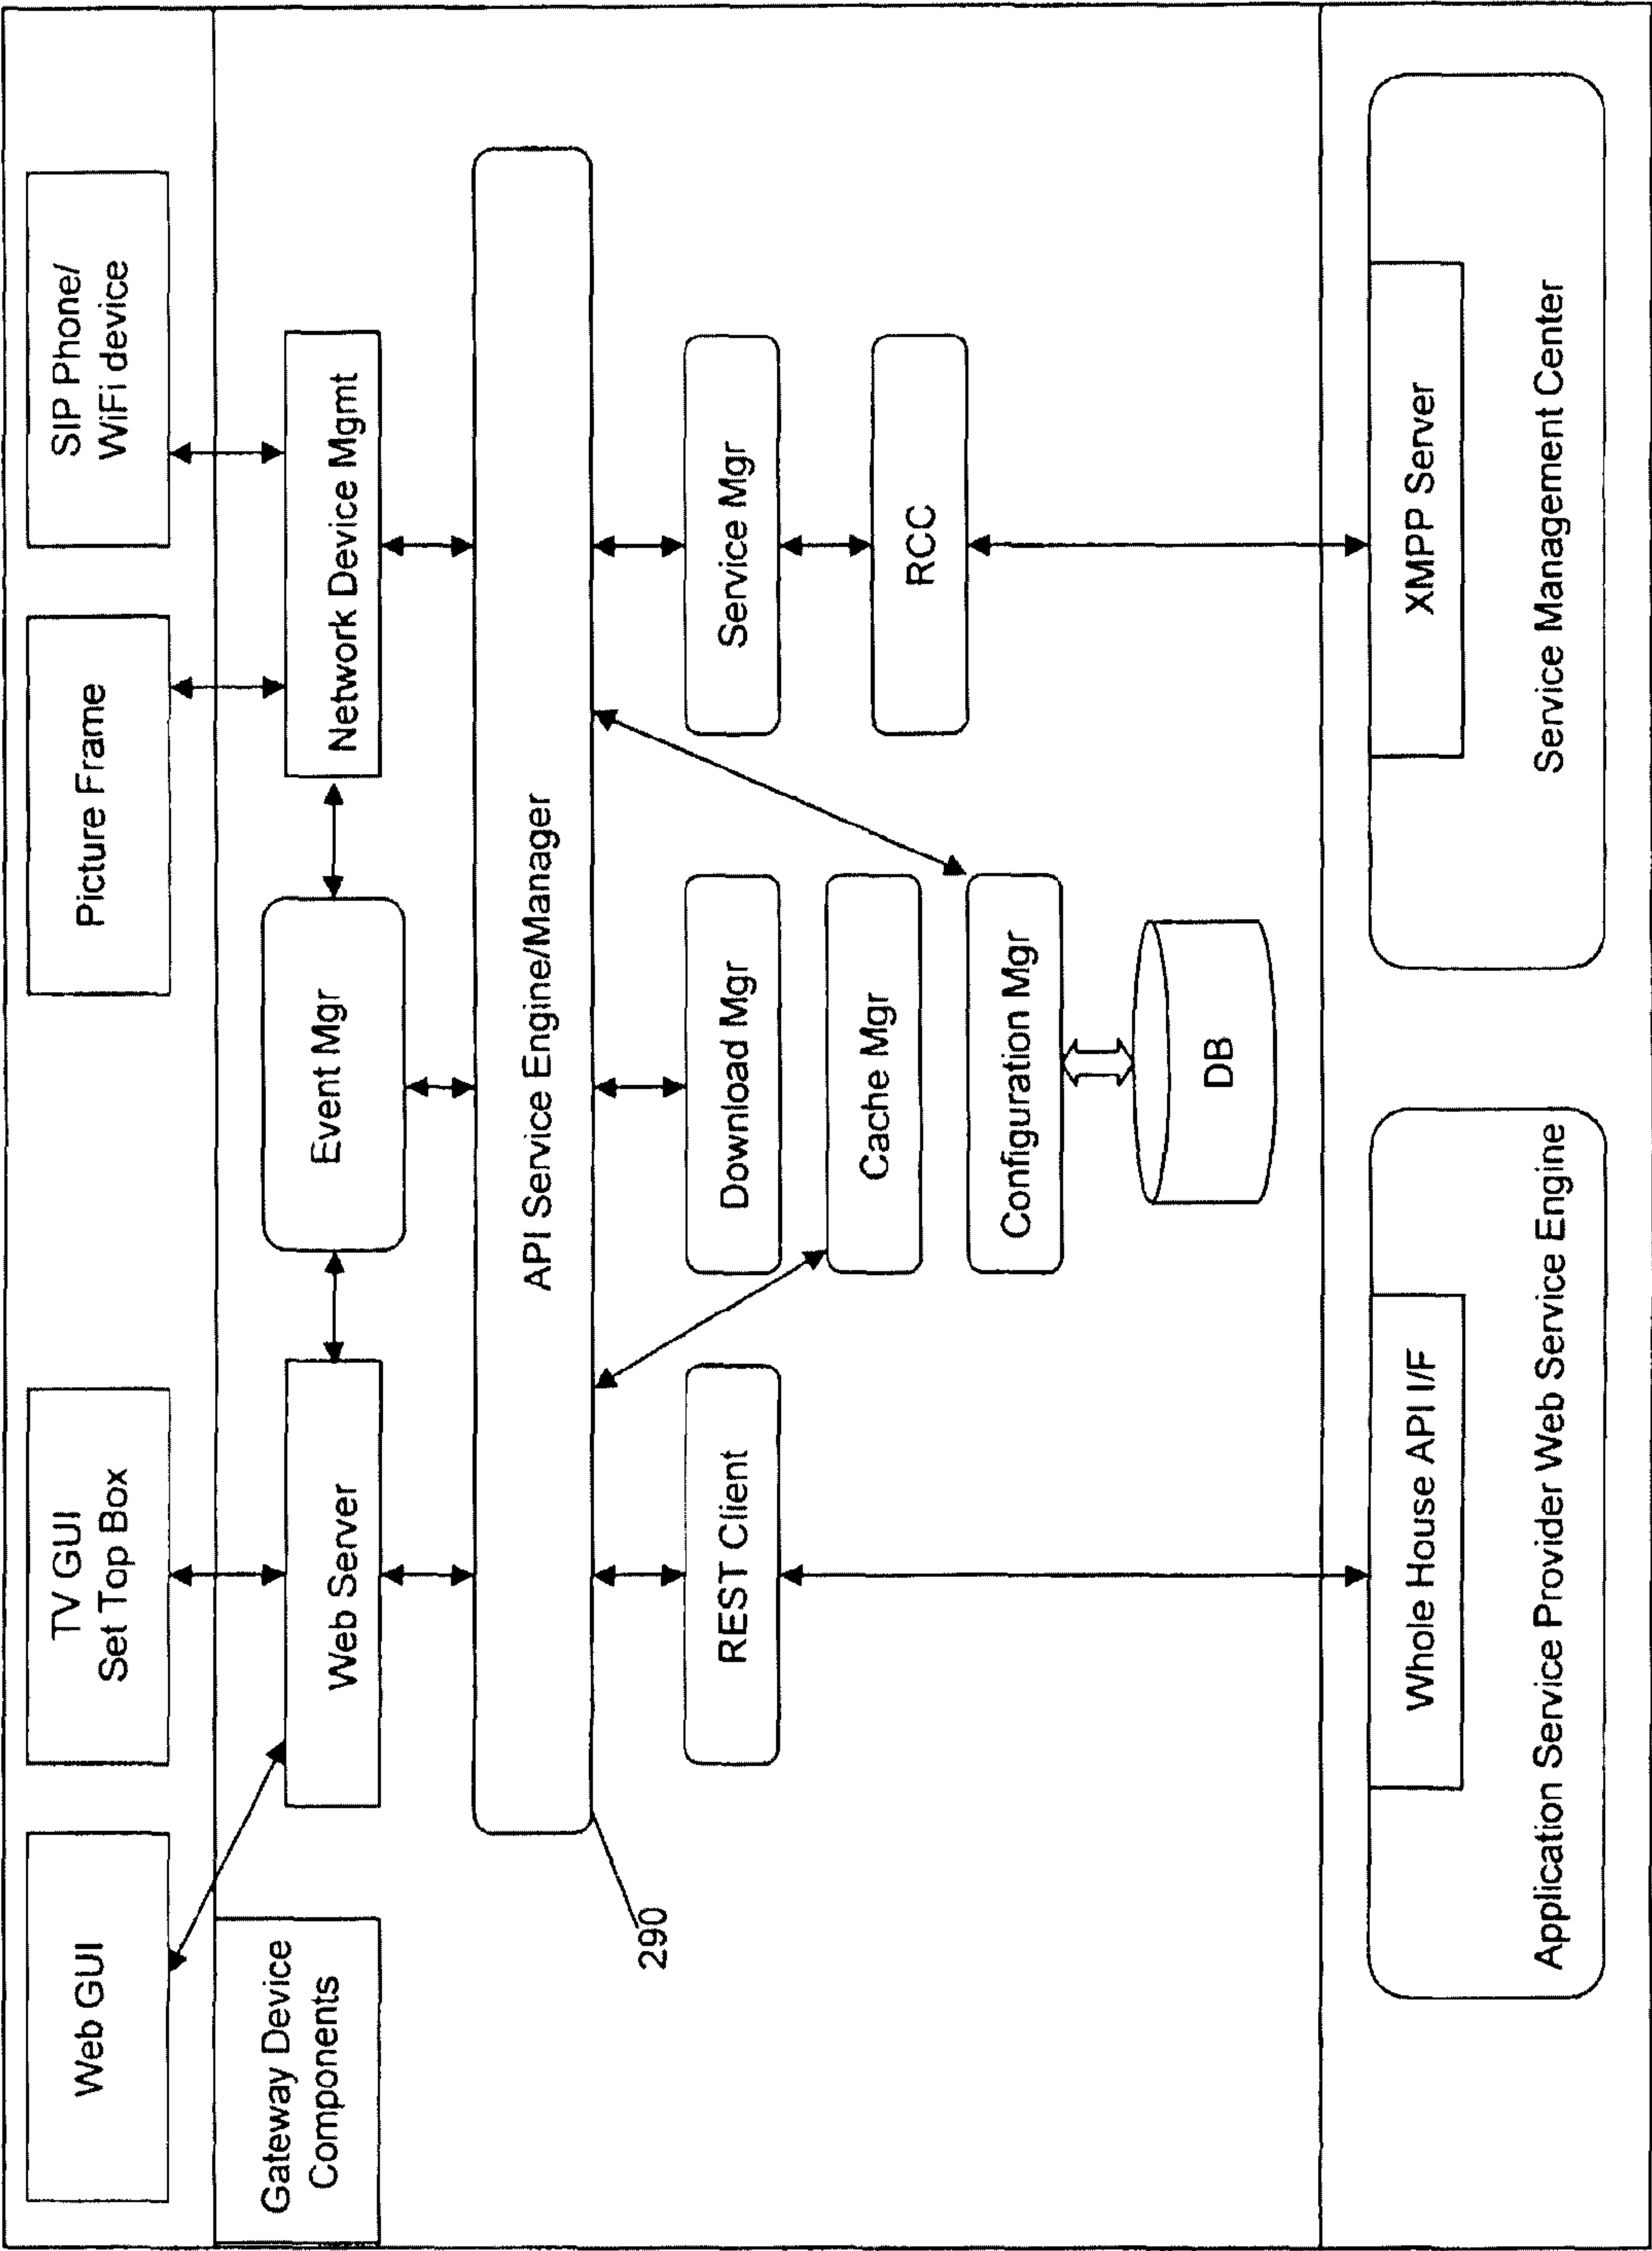 Web GUI
TV GUI
Set Top Box
Picture Frame
SIP Phone/
WiFi device
Gateway Device
Components
Web Server
Event Mgr
Network Device Mgmt
API Service Engine/Manager
290
REST Client
Download Mgr
Service Mgr
Cache Mgr
RCC
Configuration Mgr
DB
Whole House API I/F
XMPP Server
Application Service Provider Web Service Engine
Service Management Center